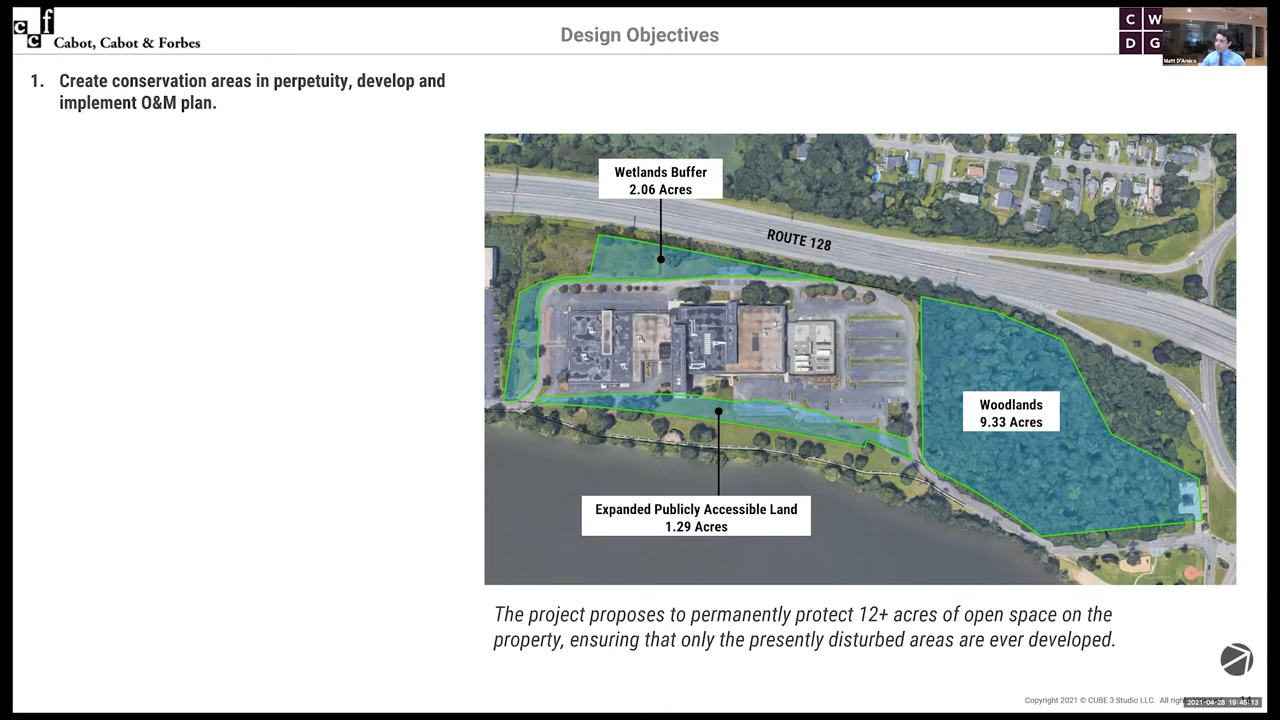 c c f c
Cabot, Cabot & Forbes
Design Objectives
C W
D G
Matt D'Amico
1. Create conservation areas in perpetuity, develop and
implement O&M plan.
Wetlands Buffer
2.06 Acres
ROUTE 128
Woodlands
9.33 Acres
Expanded Publicly Accessible Land
1.29 Acres
The project proposes to permanently protect 12+ acres of open space on the
property, ensuring that only the presently disturbed areas are ever developed.
Copyright 2021 © CUBE 3 Studio LLC. All
2021-04-28 19:45:13